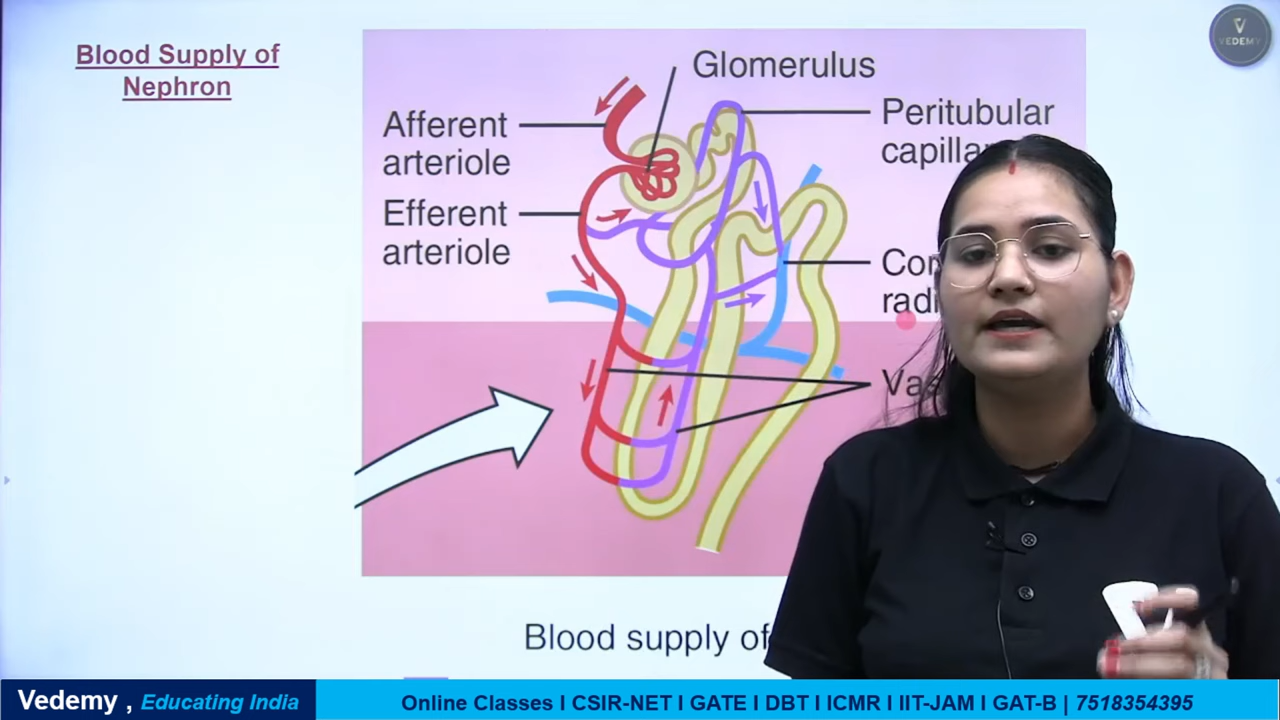 Blood Supply of
Nephron
VEDEMY
Glomerulus
Afferent
arteriole
Peritubular
Efferent
arteriole
Blood supply of
Vedemy , Educating India
Online Classes I CSIR-NET I GATE I DBT I ICMR I IIT-JAM I GAT-B | 7518354395